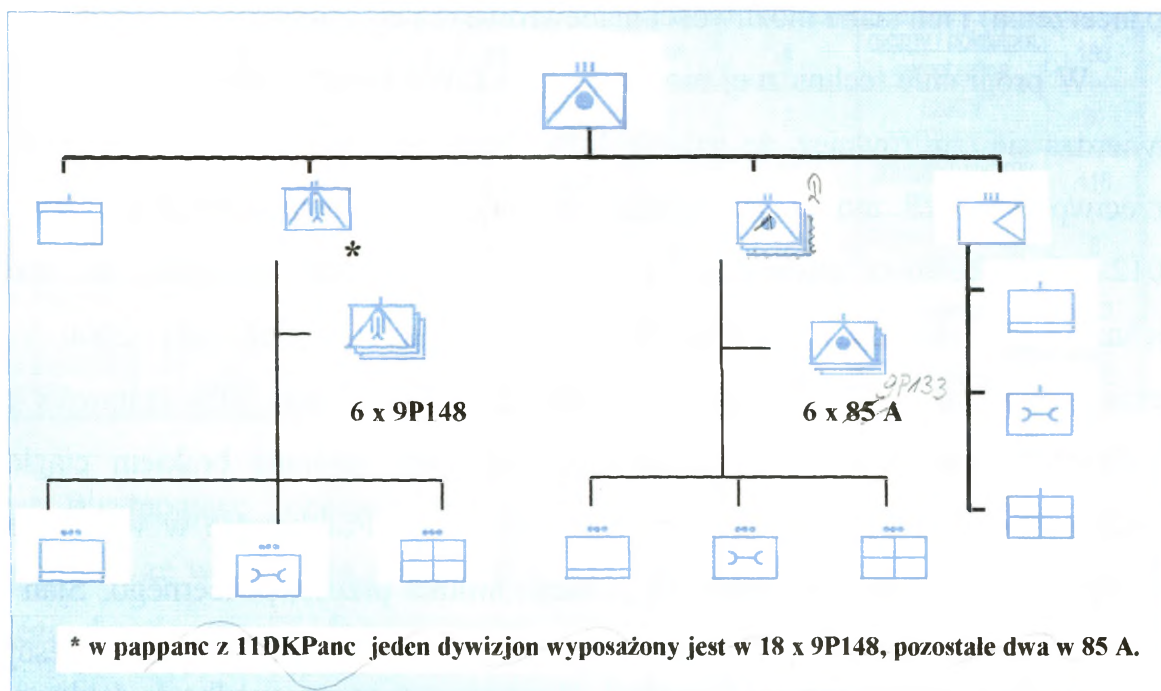 9P133
6 x 9P148
6 x 85 A
* w pappanc z 11DKPanc jeden dywizjon wyposażony jest w 18 x 9P148, pozostałe dwa w 85 A.